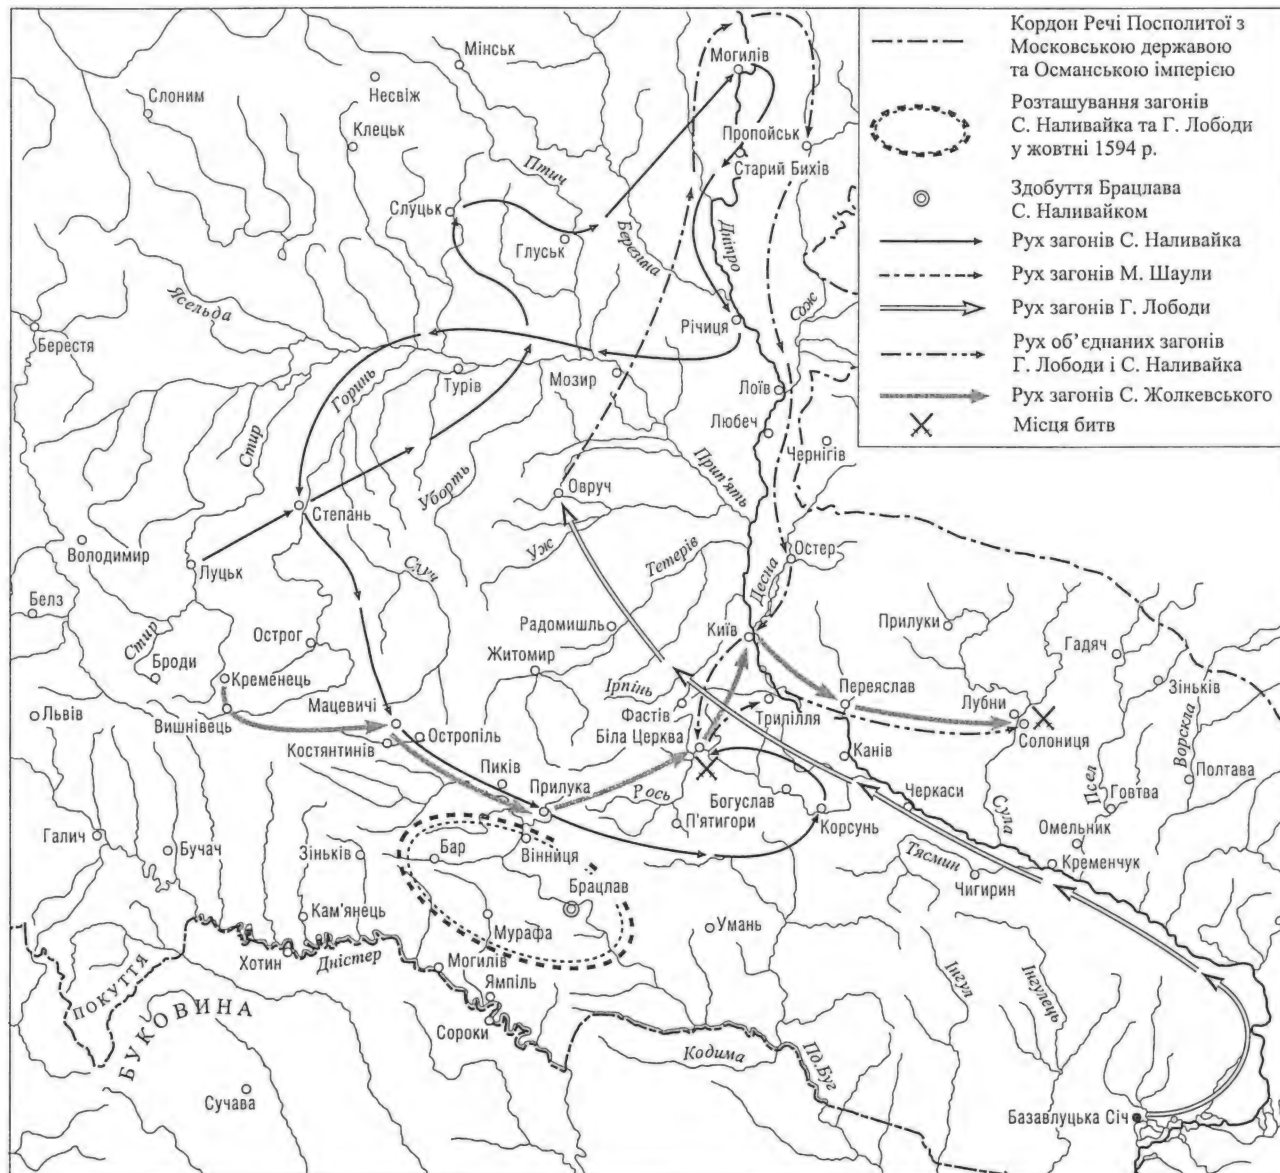 Кордон Речі Посполитої з
Московською державою
та Османською імперією
Розташування загонів
С. Наливайка та Г. Лободи
у жовтні 1594 р.
Здобуття Брацлава
С. Наливайком
Рух загонів С. Наливайка
Рух загонів М. Шаули
Рух загонів Г. Лободи
Рух об’єднаних загонів
Г. Лободи і С. Наливайка
Рух загонів С. Жолкевського
Місця битв
Мінськ
Могилів
Слоним
Несвіж
Клецьк
Пропойськ
Старий Бихів
Птич
Слуцьк
Глуськ
Березина
Дніпро
Сож
Ясельда
Берестя
Річиця
Горинь
Турів
Мозир
Лоїв
Любеч
Стир
Чернігів
Прип'ять
Уборть
Овруч
Степань
Володимир
Луцьк
Случ
Уж
Тетерів
Остер
Десна
Белз
Стир
Острог
Радомишль
Київ
Прилуки
Гадяч
Броди
Кременець
Житомир
Зіньків
Львів
Вишнівець
Мацевичі
Ірпінь
Фастів
Переяслав
Лубни
Трилілля
Солониця
Костянтинів
Остропіль
Біла Церква
Канів
Ворскла
Псел
Полтава
Пиків
Прилука
Рось
Богуслав
Черкаси
Сула
Говтва
Галич
Бучач
Зіньків
Бар
Вінниця
П'ятигори
Корсунь
Омельник
Кременчук
Тясмин
Чигирин
Брацлав
Кам'янець
Мурафа
Умань
Хотин
Дністер
Могилів
Ямпіль
Інгул
Інгулець
ПОКУТТЯ
БУКОВИНА
Сороки
Кодима
Пд.Буг
Сучава
Базавлуцька Січ